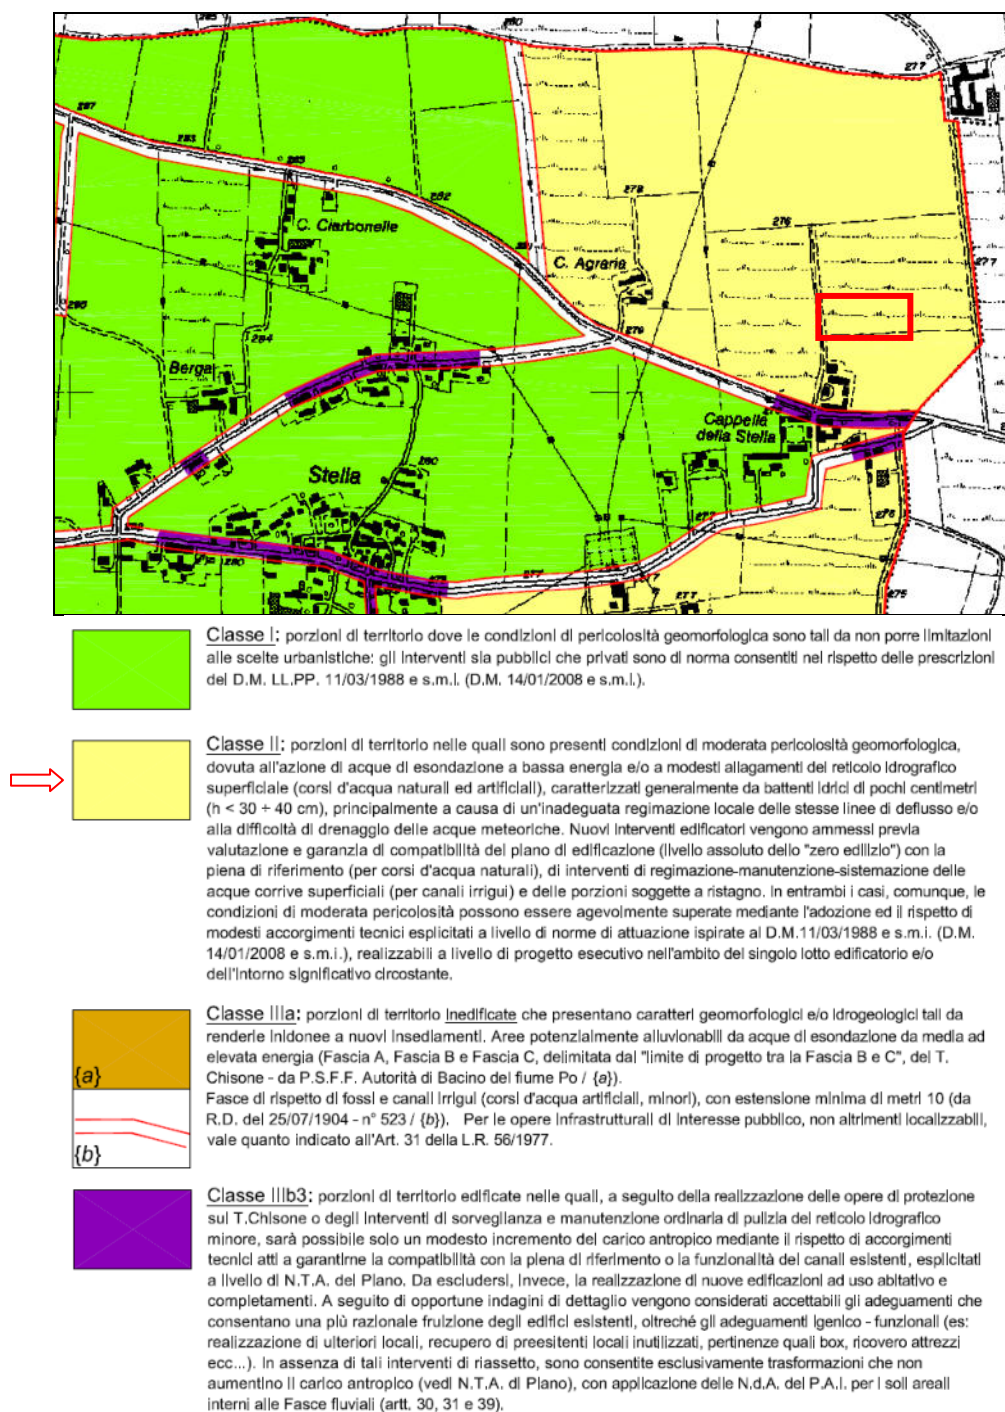 285
280
277
287
283
283
282
C. Ciarbonelle
278
276
277
C. Agraria
285
284
279
Berga
Cappella
della Stella
Stella
280
277
276
280
277
277
277
275
Classe I: porzioni di territorio dove le condizioni di pericolosità geomorfologica sono tali da non porre limitazioni
alle scelte urbanistiche: gli interventi sia pubblici che privati sono di norma consentiti nel rispetto delle prescrizioni
del D.M. LL.PP. 11/03/1988 e s.m.i. (D.M. 14/01/2008 e s.m.i.).
Classe II: porzioni di territorio nelle quali sono presenti condizioni di moderata pericolosità geomorfologica,
dovuta all'azione di acque di esondazione a bassa energia e/o a modesti allagamenti del reticolo idrografico
superficiale (corsi d'acqua naturali ed artificiali), caratterizzati generalmente da battenti idrici di pochi centimetri
(h < 30 ÷ 40 cm), principalmente a causa di un'inadeguata regimazione locale delle stesse linee di deflusso e/o
alla difficoltà di drenaggio delle acque meteoriche. Nuovi interventi edificatori vengono ammessi previa
valutazione e garanzia di compatibilità del piano di edificazione (livello assoluto dello "zero edilizio") con la
piena di riferimento (per corsi d'acqua naturali), di interventi di regimazione-manutenzione-sistemazione delle
acque corrive superficiali (per canali irrigui) e delle porzioni soggette a ristagno. In entrambi i casi, comunque, le
condizioni di moderata pericolosità possono essere agevolmente superate mediante l'adozione ed il rispetto di
modesti accorgimenti tecnici esplicitati a livello di norme di attuazione ispirate al D.M.11/03/1988 e s.m.i. (D.M.
14/01/2008 e s.m.i.), realizzabili a livello di progetto esecutivo nell'ambito del singolo lotto edificatorio e/o
dell'intorno significativo circostante.
Classe IIIa: porzioni di territorio inedificate che presentano caratteri geomorfologici e/o idrogeologici tali da
renderle inidonee a nuovi insediamenti. Aree potenzialmente alluvionabili da acque di esondazione da media ad
elevata energia (Fascia A, Fascia B e Fascia C, delimitata dal "limite di progetto tra la Fascia B e C", del T.
{a}
Chisone - da P.S.F.F. Autorità di Bacino del fiume Po / {a}).
Fasce di rispetto di fossi e canali irrigui (corsi d'acqua artificiali, minori), con estensione minima di metri 10 (da
R.D. del 25/07/1904 - n° 523 / {b}). Per le opere infrastrutturali di interesse pubblico, non altrimenti localizzabili,
vale quanto indicato all'Art. 31 della L.R. 56/1977.
{b}
Classe IIIb3: porzioni di territorio edificate nelle quali, a seguito della realizzazione delle opere di protezione
sul T.Chisone o degli interventi di sorveglianza e manutenzione ordinaria di pulizia del reticolo idrografico
minore, sarà possibile solo un modesto incremento del carico antropico mediante il rispetto di accorgimenti
tecnici atti a garantirne la compatibilità con la piena di riferimento o la funzionalità dei canali esistenti, esplicitati
a livello di N.T.A. del Piano. Da escludersi, invece, la realizzazione di nuove edificazioni ad uso abitativo e
completamenti. A seguito di opportune indagini di dettaglio vengono considerati accettabili gli adeguamenti che
consentano una più razionale fruizione degli edifici esistenti, oltreché gli adeguamenti igenico - funzionali (es:
realizzazione di ulteriori locali, recupero di preesitenti locali inutilizzati, pertinenze quali box, ricovero attrezzi
ecc...). In assenza di tali interventi di riassetto, sono consentite esclusivamente trasformazioni che non
aumentino il carico antropico (vedi N.T.A. di Piano), con applicazione delle N.d.A. del P.A.I. per i soli areali
interni alle Fasce fluviali (artt. 30, 31 e 39).